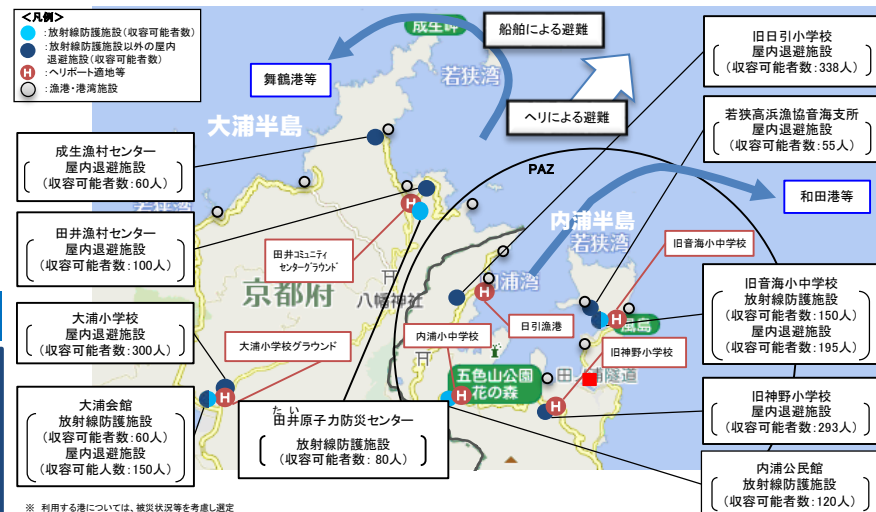 <凡例>
:放射線防護施設(収容可能者数)
:放射線防護施設以外の屋内
退避施設(収容可能者数)
H :ヘリポート適地等
:漁港・港湾施設
成生岬
船舶による避難
若狭湾
舞鶴港等
ヘリによる避難
大浦半島
旧日引小学校
屋内退避施設
(収容可能者数:338人)
若狭高浜漁協音海支所
屋内退避施設
(収容可能者数:55人)
成生漁村センター
屋内退避施設
(収容可能者数:60人)
PAZ
和田港等
内浦半島
若狭湾
田井漁村センター
屋内退避施設
(収容可能者数:100人)
田井コミュニティ
センターグラウンド
旧音海小中学校
内浦湾
京都府
八幡神社
旧音海小中学校
放射線防護施設
(収容可能者数:150人)
屋内退避施設
(収容可能者数:195人)
大浦小学校
屋内退避施設
(収容可能者数:300人)
大浦小学校グラウンド
内浦小中学校
日引漁港
旧神野小学校
五色山公園
花の森
旧神野小学校
屋内退避施設
(収容可能者数:293人)
大浦会館
放射線防護施設
(収容可能者数:60人)
屋内退避施設
(収容可能人数:150人)
たい
田井原子力防災センター
放射線防護施設
(収容可能者数:80人)
内浦公民館
放射線防護施設
(収容可能者数:120人)
※ 利用する港については、被災状況等を考慮し選定